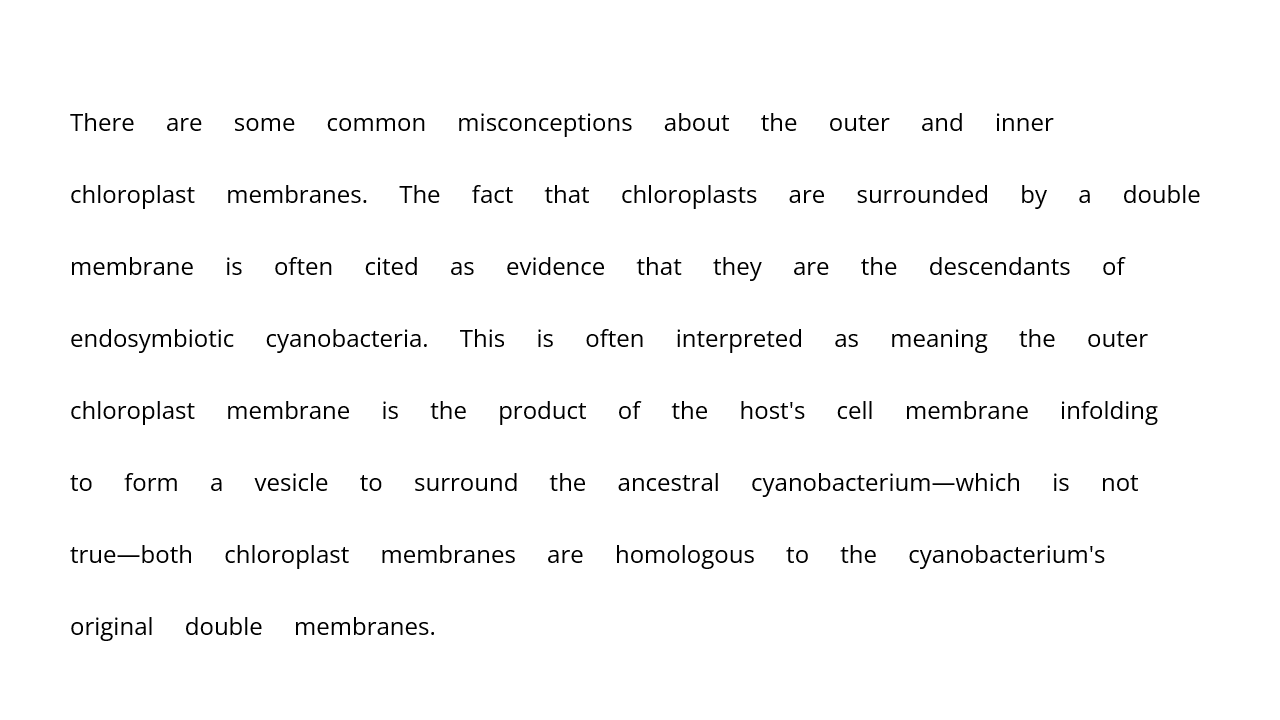 There are some common misconceptions about the outer and inner
chloroplast membranes. The fact that chloroplasts are surrounded by a double
membrane is often cited as evidence that they are the descendants of
endosymbiotic cyanobacteria. This is often interpreted as meaning the outer
chloroplast membrane is the product of the host's cell membrane infolding
to form a vesicle to surround the ancestral cyanobacterium—which is not
true—both chloroplast membranes are homologous to the cyanobacterium's
original double membranes.